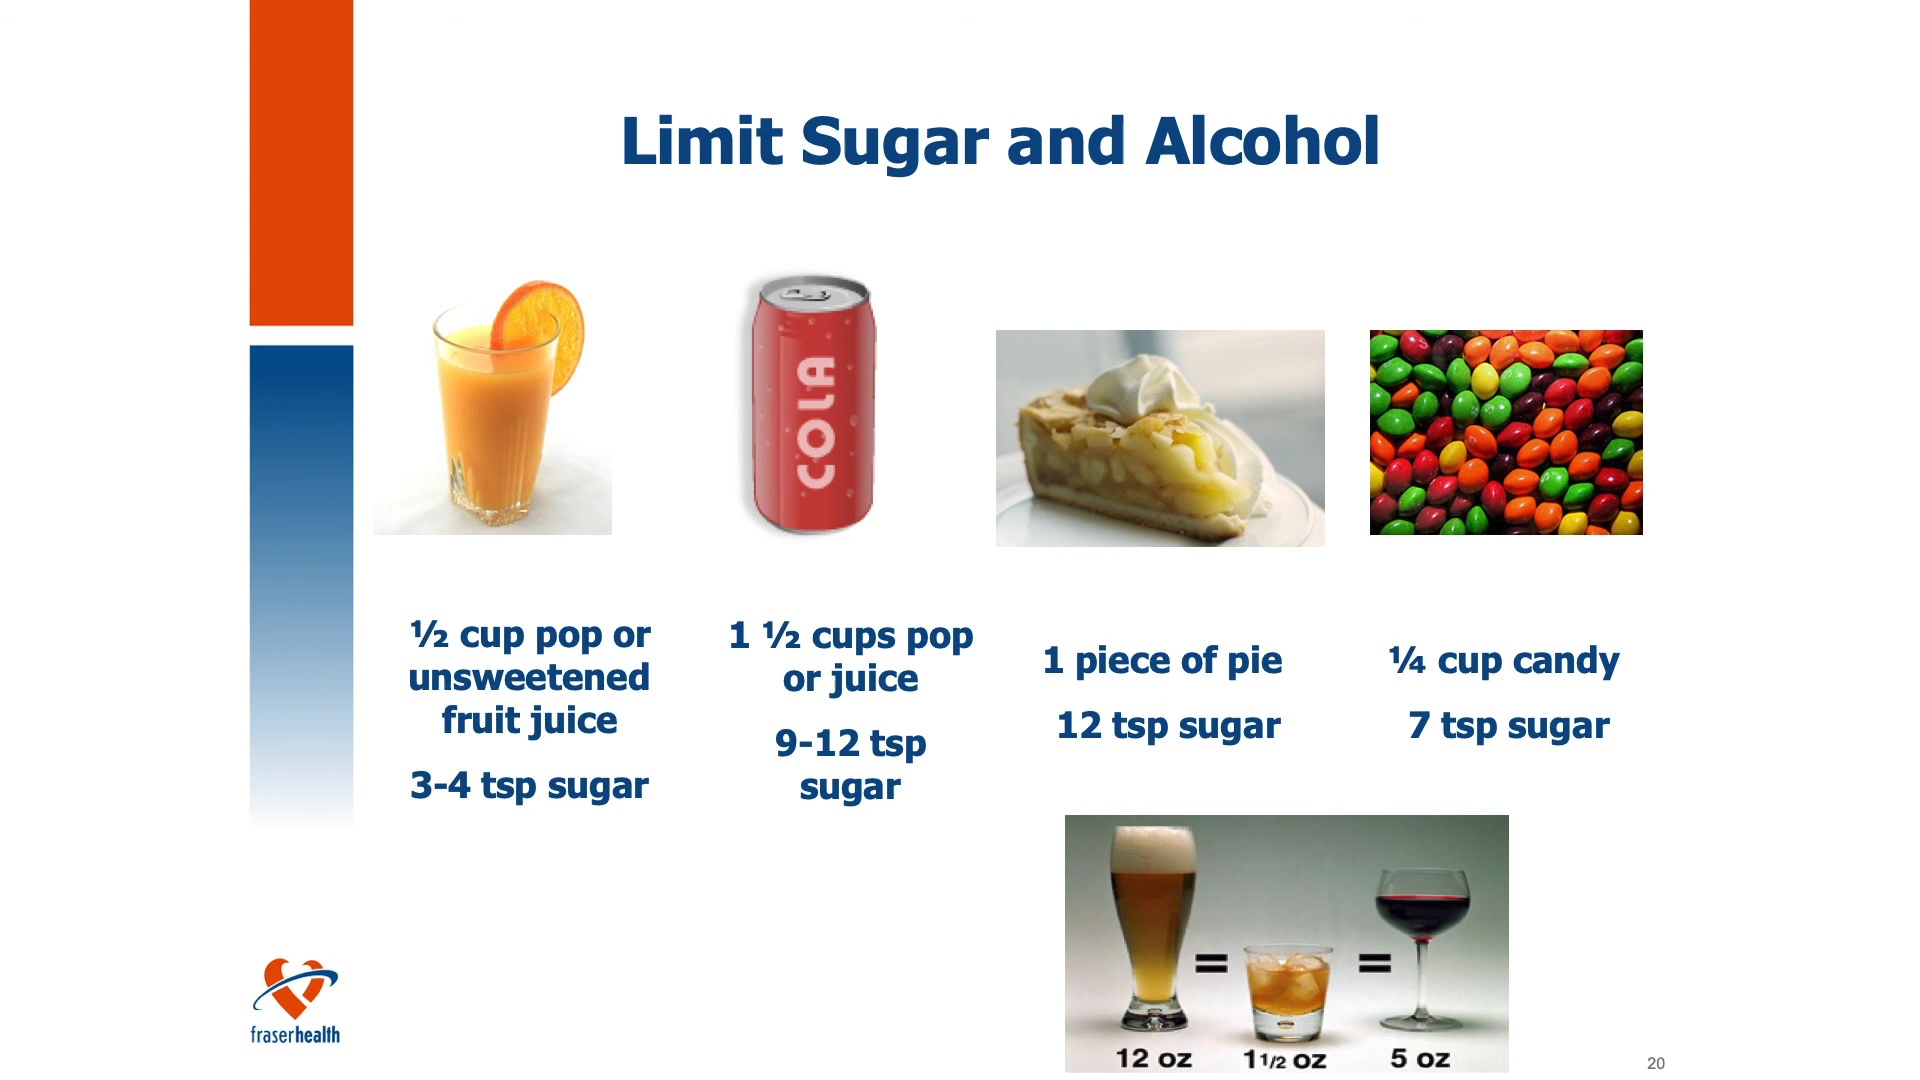 Limit Sugar and Alcohol
COLA
½ cup pop or
unsweetened
fruit juice
3-4 tsp sugar
1 ½ cups pop
or juice
9-12 tsp
sugar
1 piece of pie
12 tsp sugar
¼ cup candy
7 tsp sugar
= =
12 oz 1 1/2 oz 5 oz
fraserhealth
20